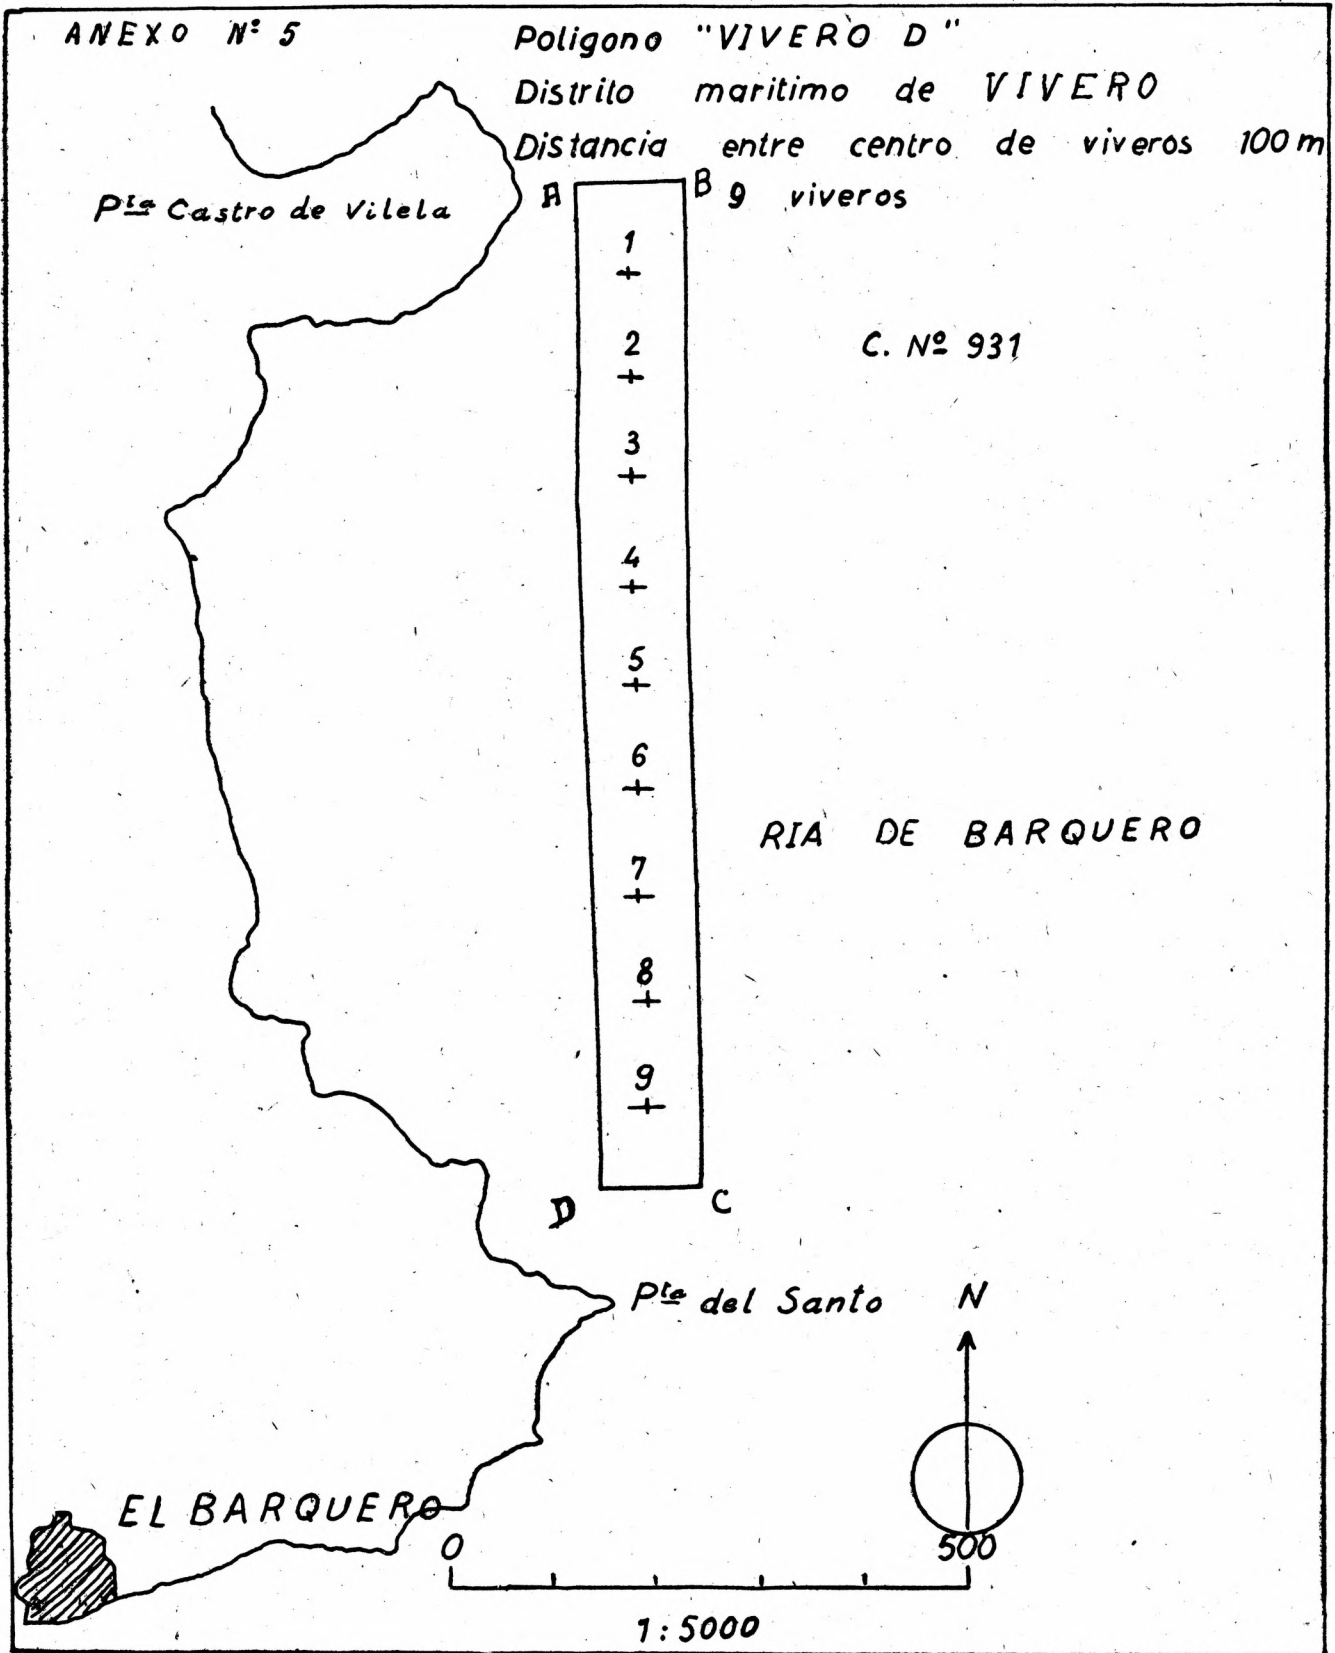 ANEXO Nº 5
Poligono "VIVERO D"
Distrito maritimo de VIVERO
Distancia entre centro de viveros 100 m
A B 9 viveros
Pta Castro de Vilela
1
C. Nº 931
2
3
4
5
6
RIA DE BARQUERO
7
8
9
D C
Pta del Santo N
EL BARQUERO
0 500
1:5000